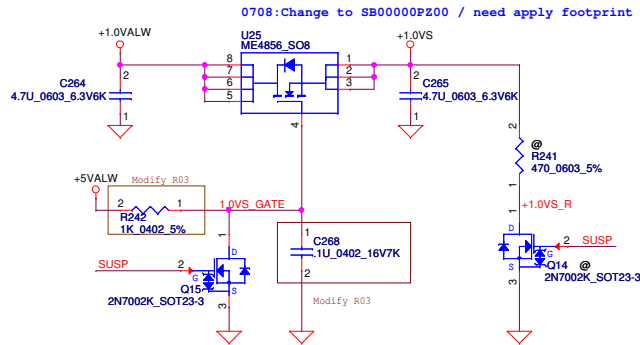 0708:Change to SB00000PZ00 / need apply footprint
+1.0VALW
U25
ME4856_SO8
+1.0VS
8
7
6
5
1
2
3
4
2
C264
4.7U_0603_6.3V6K
1
2
C265
4.7U_0603_6.3V6K
1
2
@
R241
470_0603_5%
1
+5VALW
Modify R03
2
1
R242
1K_0402_5%
1.0VS_GATE
1
+1.0VS_R
1
C268
.1U_0402_16V7K
2
Modify R03
SUSP
2
1
D
G
S
Q15
2N7002K_SOT23-3
3
D
G
S
2
SUSP
Q14
@
2N7002K_SOT23-3
3